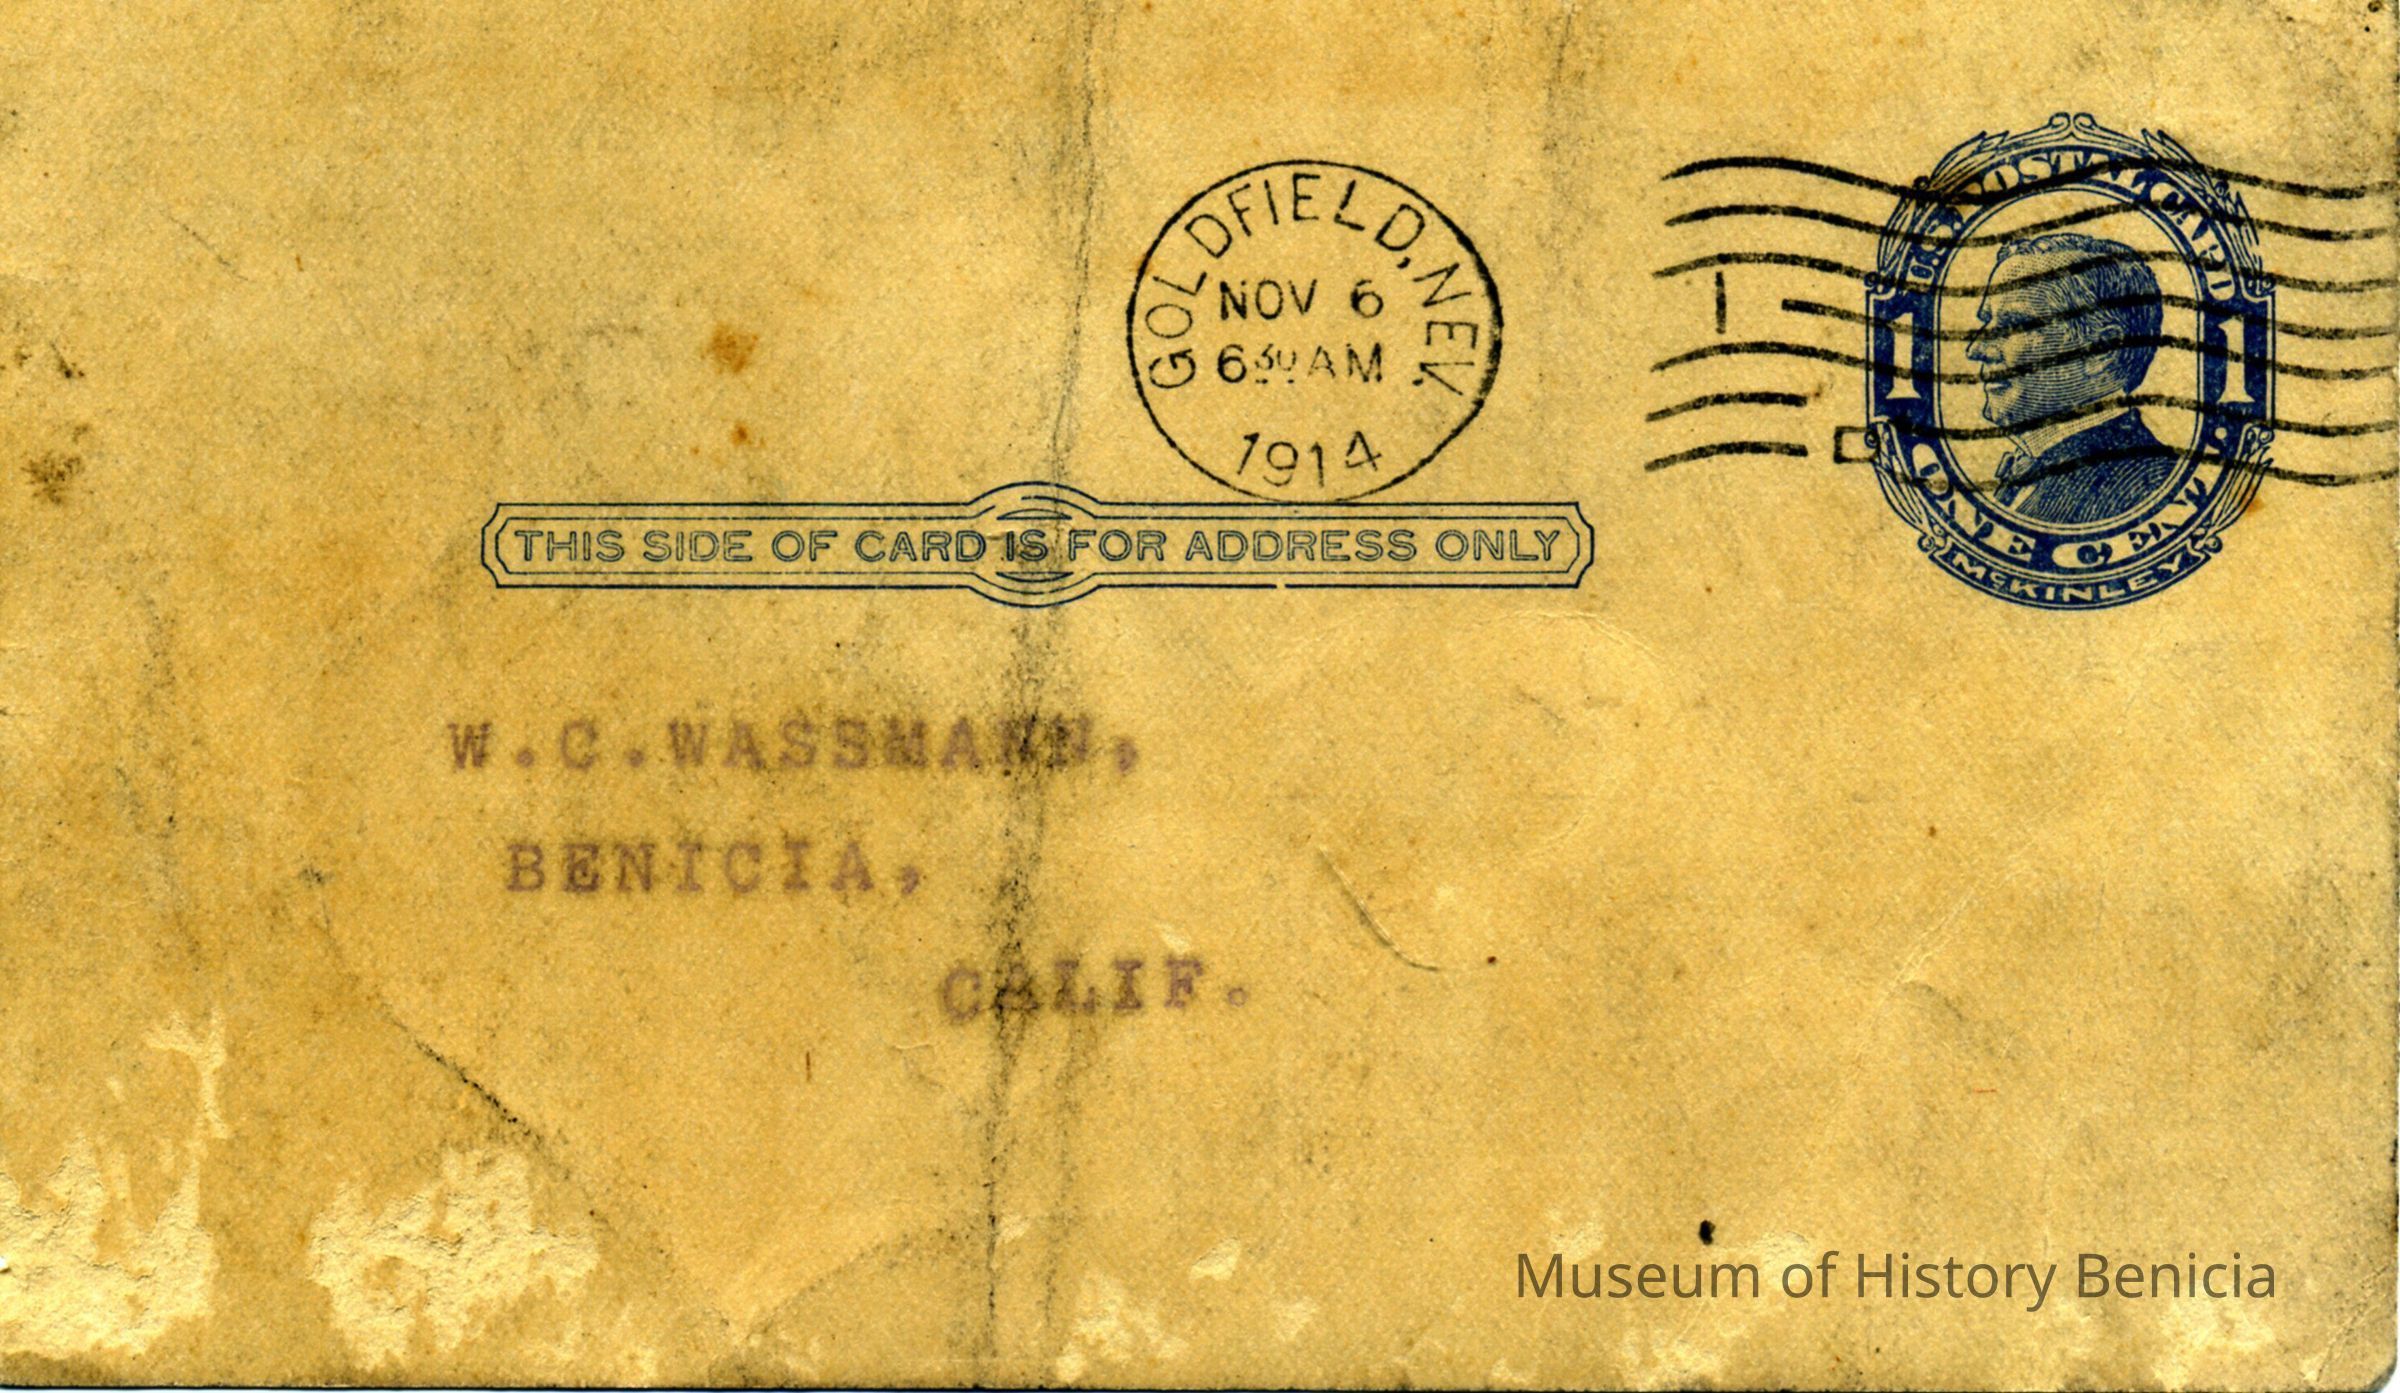 GOLDFIELD, NEV.
NOV 6
6 30 AM
1914
U.S. POSTAL CARD
1 1
ONE CENT.
McKINLEY
THIS SIDE OF CARD IS FOR ADDRESS ONLY
W.C.WASSMANN,
BENICIA,
CALIF.
Museum of History Benicia